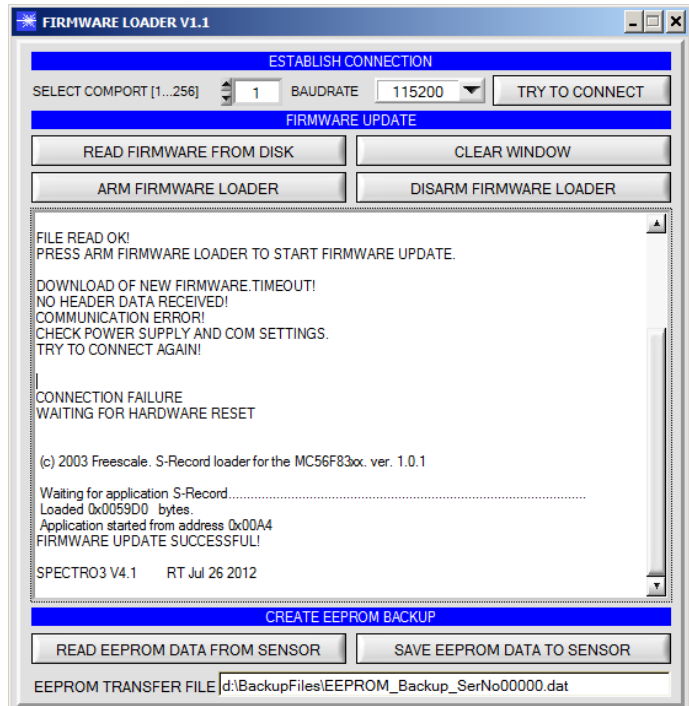 FIRMWARE LOADER V1.1
ESTABLISH CONNECTION
SELECT COMPORT [1...256] 1 BAUDRATE 115200 TRY TO CONNECT
FIRMWARE UPDATE
READ FIRMWARE FROM DISK CLEAR WINDOW
ARM FIRMWARE LOADER DISARM FIRMWARE LOADER
FILE READ OK!
PRESS ARM FIRMWARE LOADER TO START FIRMWARE UPDATE.
DOWNLOAD OF NEW FIRMWARE.TIMEOUT!
NO HEADER DATA RECEIVED!
COMMUNICATION ERROR!
CHECK POWER SUPPLY AND COM SETTINGS.
TRY TO CONNECT AGAIN!
CONNECTION FAILURE
WAITING FOR HARDWARE RESET
(c) 2003 Freescale. S-Record loader for the MC56F83xx. ver. 1.0.1
Waiting for application S-Record.........................................................................................
Loaded 0x0059D0 bytes.
Application started from address 0x00A4
FIRMWARE UPDATE SUCCESSFUL!
SPECTRO3 V4.1 RT Jul 26 2012
CREATE EEPROM BACKUP
READ EEPROM DATA FROM SENSOR SAVE EEPROM DATA TO SENSOR
EEPROM TRANSFER FILE d:\BackupFiles\EEPROM_Backup_SerNo00000.dat